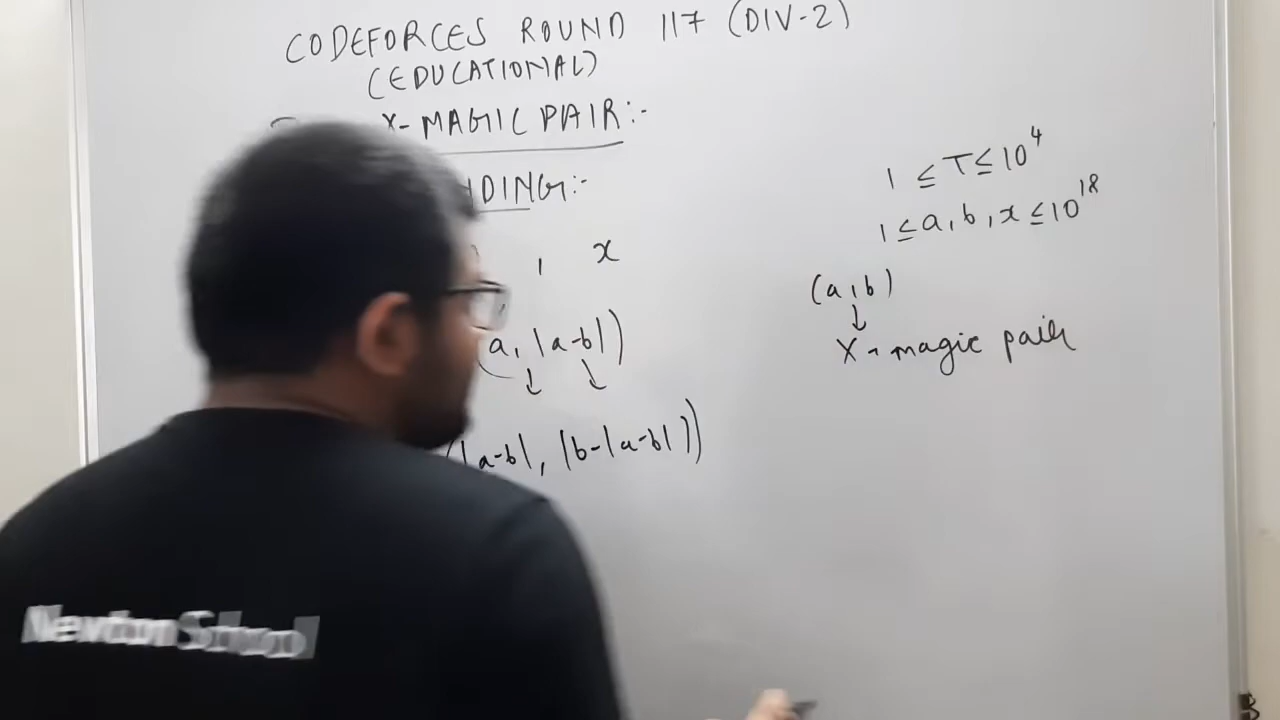 CODEFORCES ROUND 117 (DIV-2)
(EDUCATIONAL)
X-MAGIC PAIR:-
DING:-
, x
a, |a-b|)
(|a-b|, |b-|a-b||)
1 ≤ T ≤ 10^4
1 ≤ a, b, x ≤ 10^18
(a, b)
↓
X-magic pair
Newton School